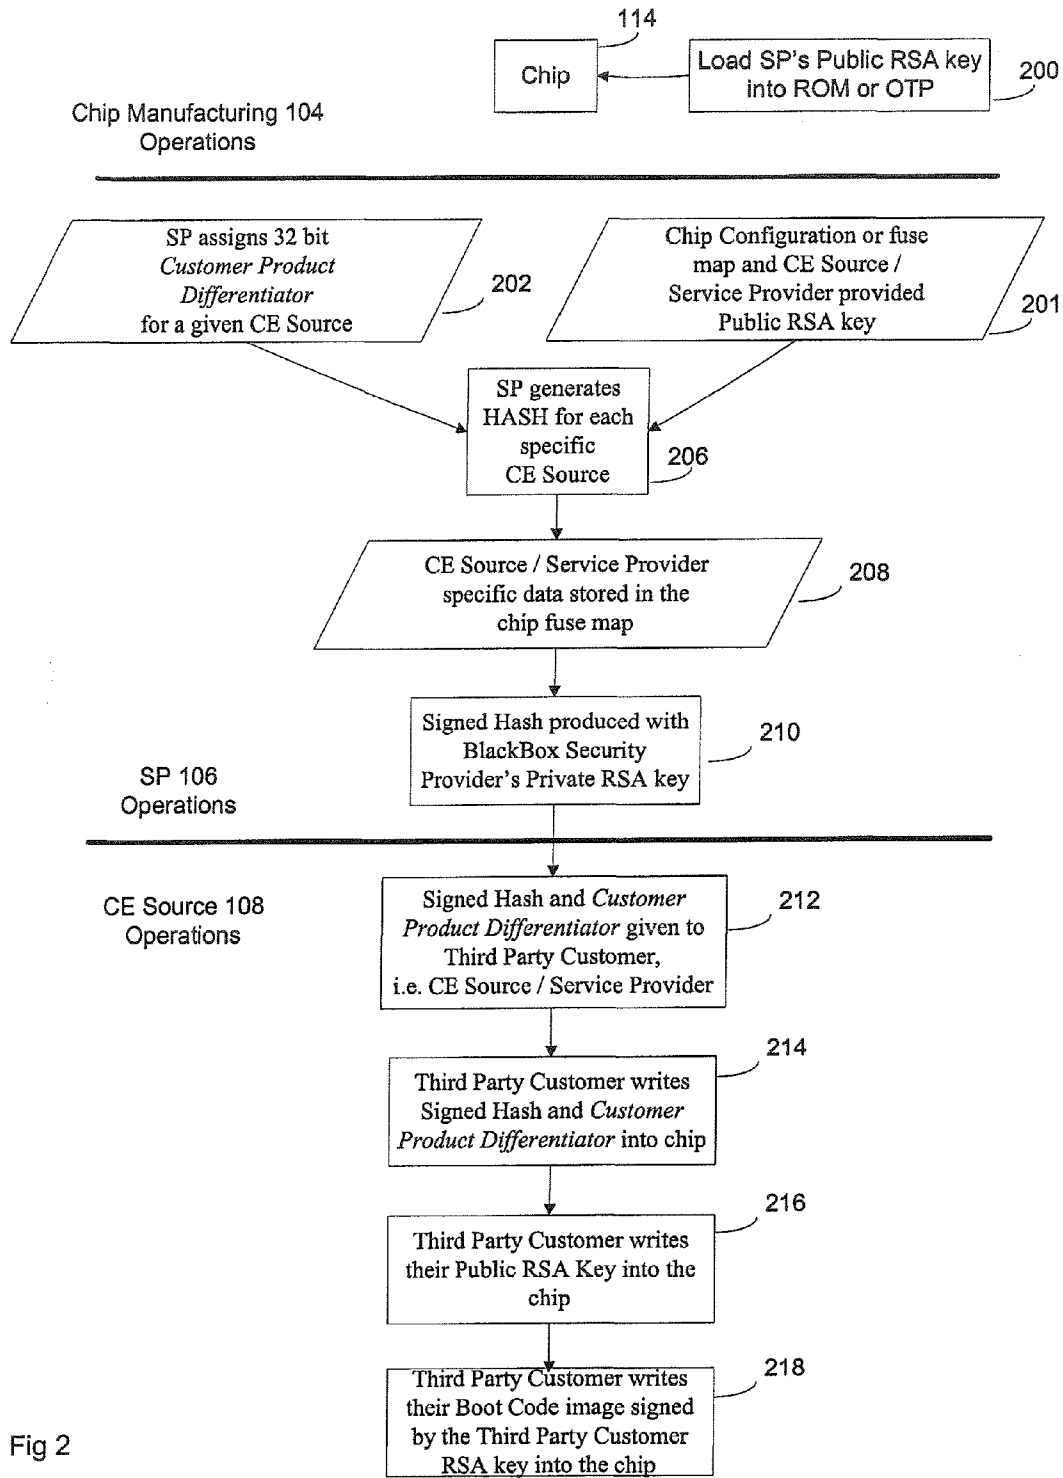 114
Chip
Load SP's Public RSA key
into ROM or OTP
200
Chip Manufacturing 104
Operations
SP assigns 32 bit
Customer Product
Differentiator
for a given CE Source
202
Chip Configuration or fuse
map and CE Source /
Service Provider provided
Public RSA key
201
SP generates
HASH for each
specific
CE Source
206
CE Source / Service Provider
specific data stored in the
chip fuse map
208
Signed Hash produced with
BlackBox Security
Provider's Private RSA key
210
SP 106
Operations
CE Source 108
Operations
Signed Hash and Customer
Product Differentiator given to
Third Party Customer,
i.e. CE Source / Service Provider
212
Third Party Customer writes
Signed Hash and Customer
Product Differentiator into chip
214
Third Party Customer writes
their Public RSA Key into the
chip
216
Third Party Customer writes
their Boot Code image signed
by the Third Party Customer
RSA key into the chip
218
Fig 2